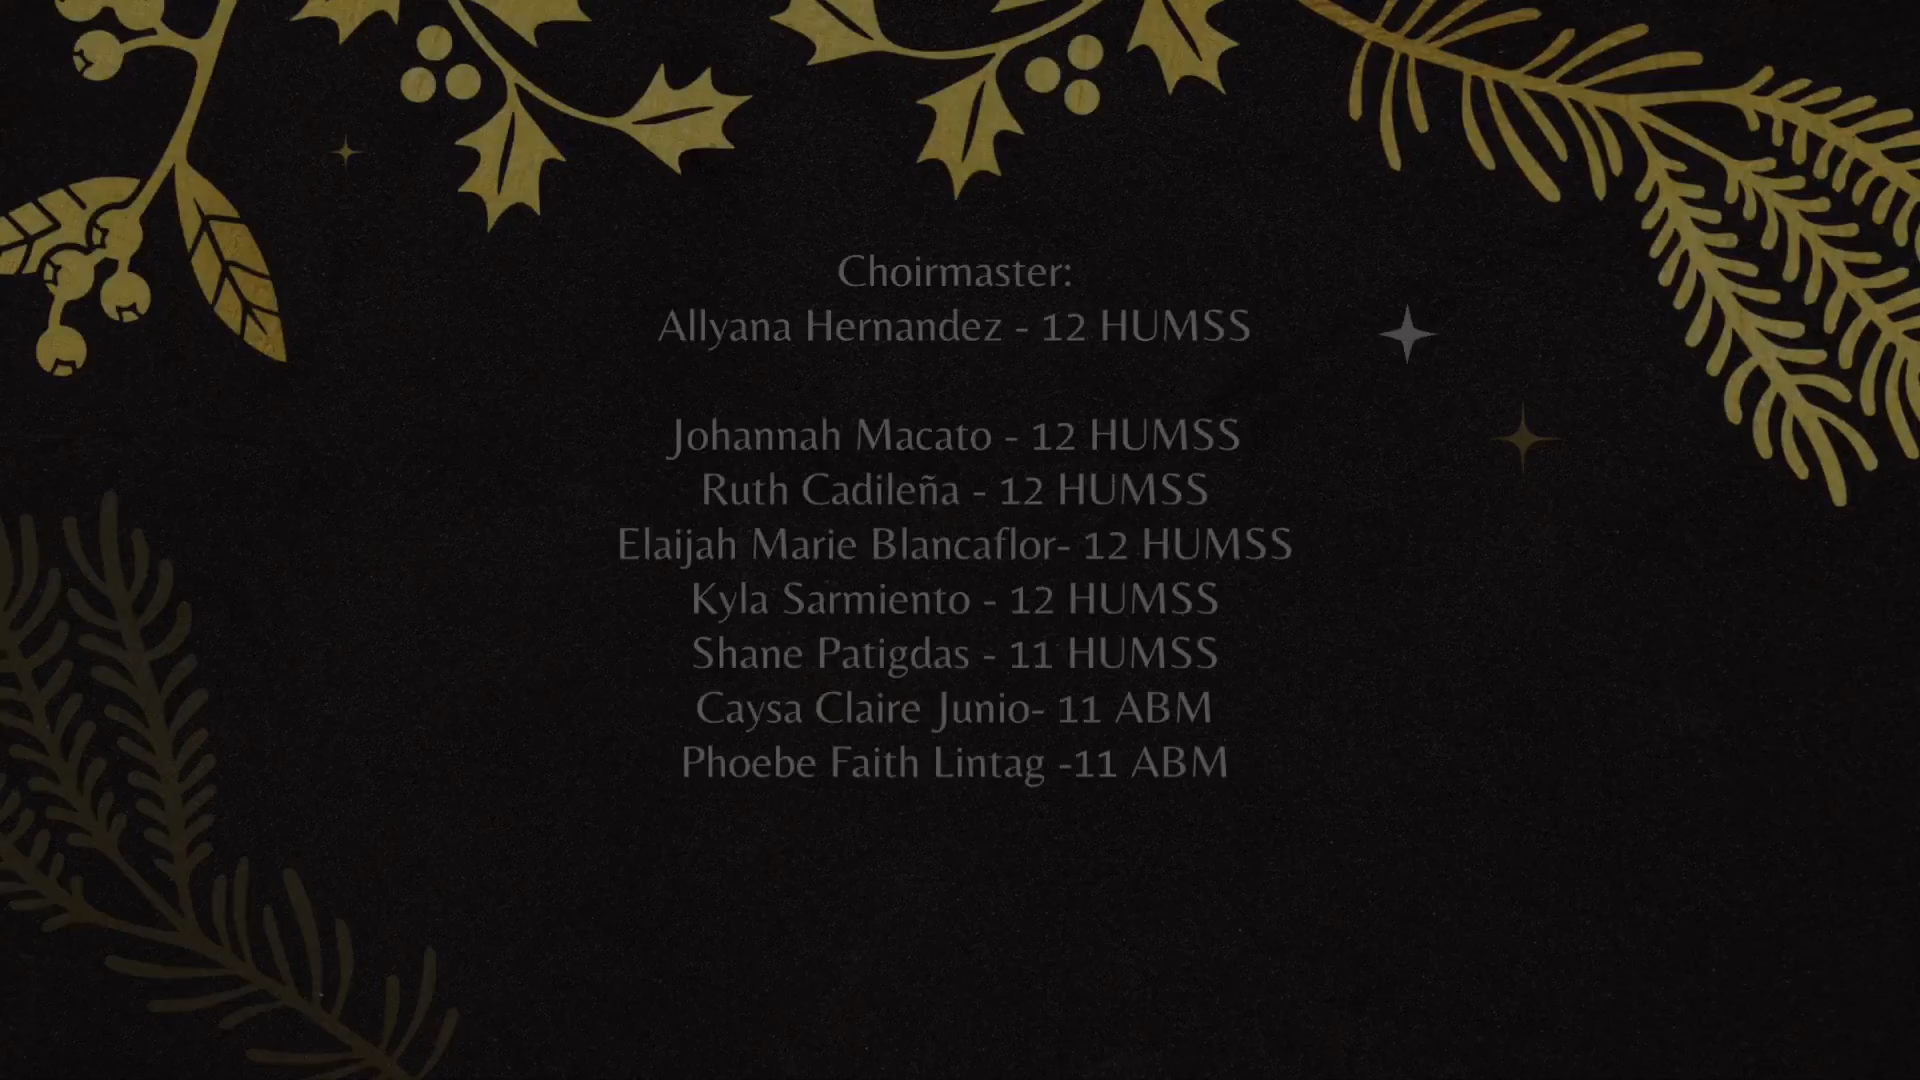 Choirmaster:
Allyana Hernandez - 12 HUMSS
Johannah Macato - 12 HUMSS
Ruth Cadileña - 12 HUMSS
Elaijah Marie Blancaflor- 12 HUMSS
Kyla Sarmiento - 12 HUMSS
Shane Patigdas - 11 HUMSS
Caysa Claire Junio- 11 ABM
Phoebe Faith Lintag -11 ABM